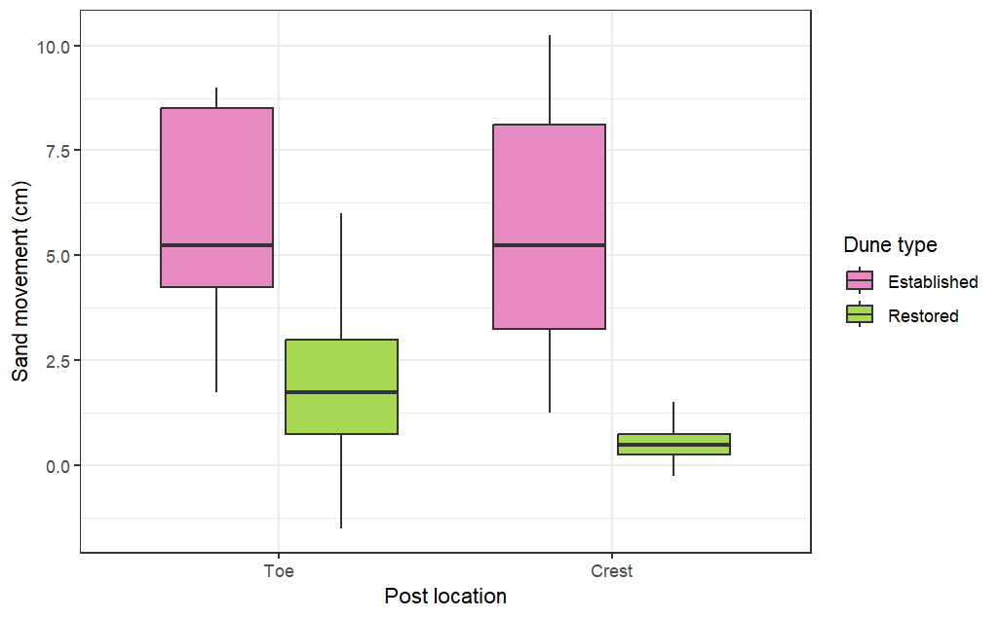 10.0
7.5
5.0
2.5
0.0
Sand movement (cm)
Toe
Crest
Post location
Dune type
Established
Restored